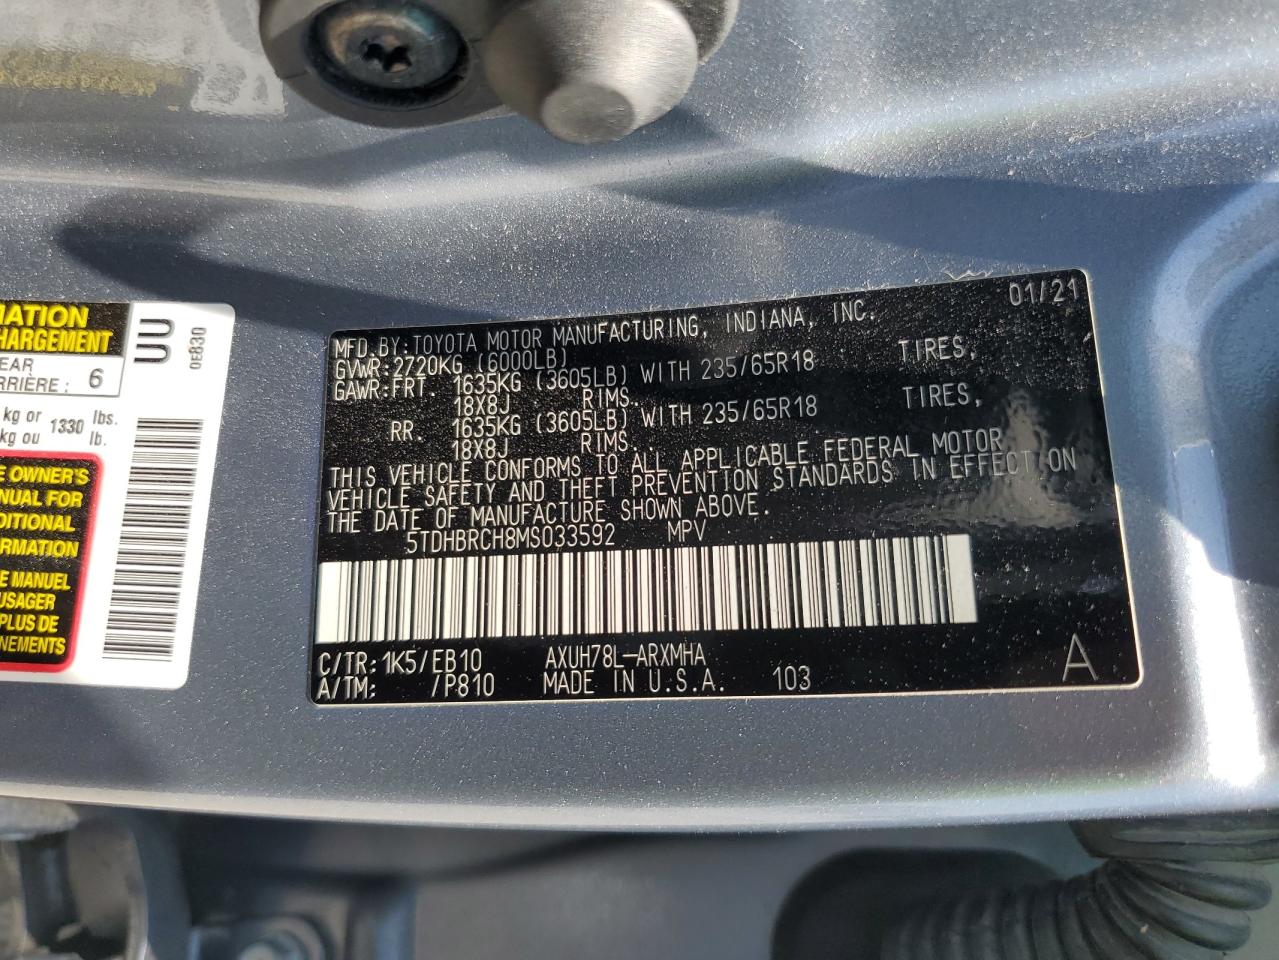 MATION
CHARGEMENT
EAR
RRIÈRE : 6
kg or 1330 lbs.
kg ou lb.
E OWNER'S
NUAL FOR
DITIONAL
ORMATION
E MANUEL
USAGER
PLUS DE
NEMENTS
UU
0E830
01/21
MFD. BY: TOYOTA MOTOR MANUFACTURING, INDIANA, INC.
GVWR: 2720KG (6000LB)
GAWR: FRT. 1635KG (3605LB) WITH 235/65R18 TIRES,
18X8J RIMS.
RR. 1635KG (3605LB) WITH 235/65R18 TIRES,
18X8J RIMS.
THIS VEHICLE CONFORMS TO ALL APPLICABLE FEDERAL MOTOR
VEHICLE SAFETY AND THEFT PREVENTION STANDARDS IN EFFECT ON
THE DATE OF MANUFACTURE SHOWN ABOVE.
5TDHBRCH8MS033592 MPV
C/TR: 1K5/EB10 AXUH78L-ARXMHA
A/TM: /P810 MADE IN U.S.A. 103
A